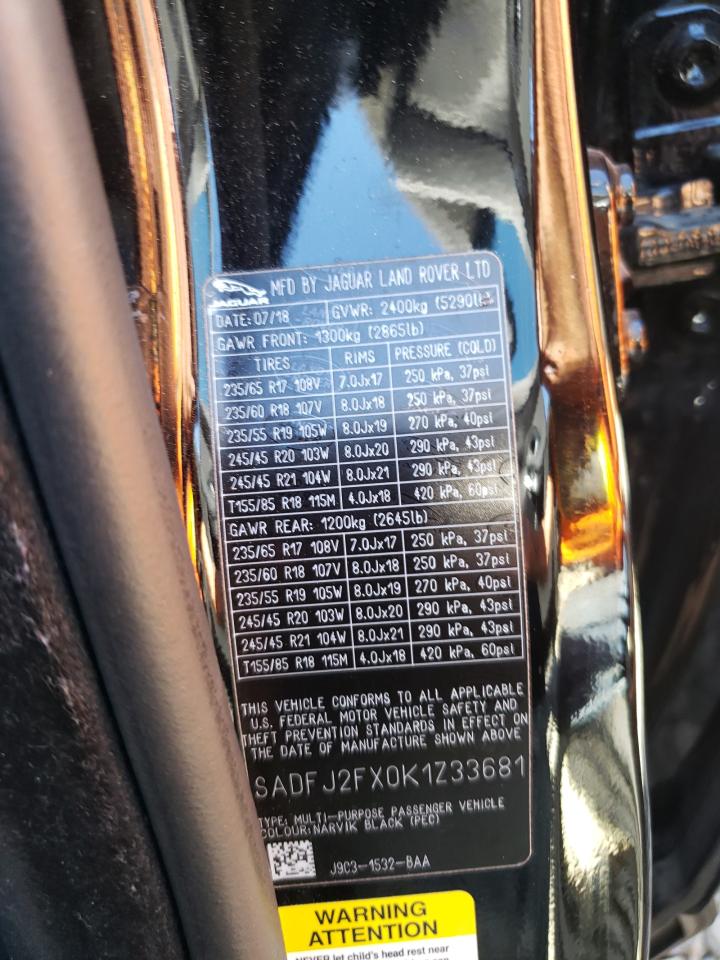 JAGUAR
MFD BY JAGUAR LAND ROVER LTD
DATE: 07/18 GVWR: 2400kg (5290lb)
GAWR FRONT: 1300kg (2865lb)
TIRES RIMS PRESSURE (COLD)
235/65 R17 108V 7.0Jx17 250 kPa, 37psi
235/60 R18 107V 8.0Jx18 250 kPa, 37psi
235/55 R19 105W 8.0Jx19 270 kPa, 40psi
245/45 R20 103W 8.0Jx20 290 kPa, 43psi
245/45 R21 104W 8.0Jx21 290 kPa, 43psi
T155/85 R18 115M 4.0Jx18 420 kPa, 60psi
GAWR REAR: 1200kg (2645lb)
235/65 R17 108V 7.0Jx17 250 kPa, 37psi
235/60 R18 107V 8.0Jx18 250 kPa, 37psi
235/55 R19 105W 8.0Jx19 270 kPa, 40psi
245/45 R20 103W 8.0Jx20 290 kPa, 43psi
245/45 R21 104W 8.0Jx21 290 kPa, 43psi
T155/85 R18 115M 4.0Jx18 420 kPa, 60psi
THIS VEHICLE CONFORMS TO ALL APPLICABLE
U.S. FEDERAL MOTOR VEHICLE SAFETY AND
THEFT PREVENTION STANDARDS IN EFFECT ON
THE DATE OF MANUFACTURE SHOWN ABOVE
SADFJ2FX0K1Z33681
TYPE: MULTI-PURPOSE PASSENGER VEHICLE
COLOUR:NARVIK BLACK (PEC)
J9C3-1532-BAA
WARNING
ATTENTION
NEVER let child's head rest near